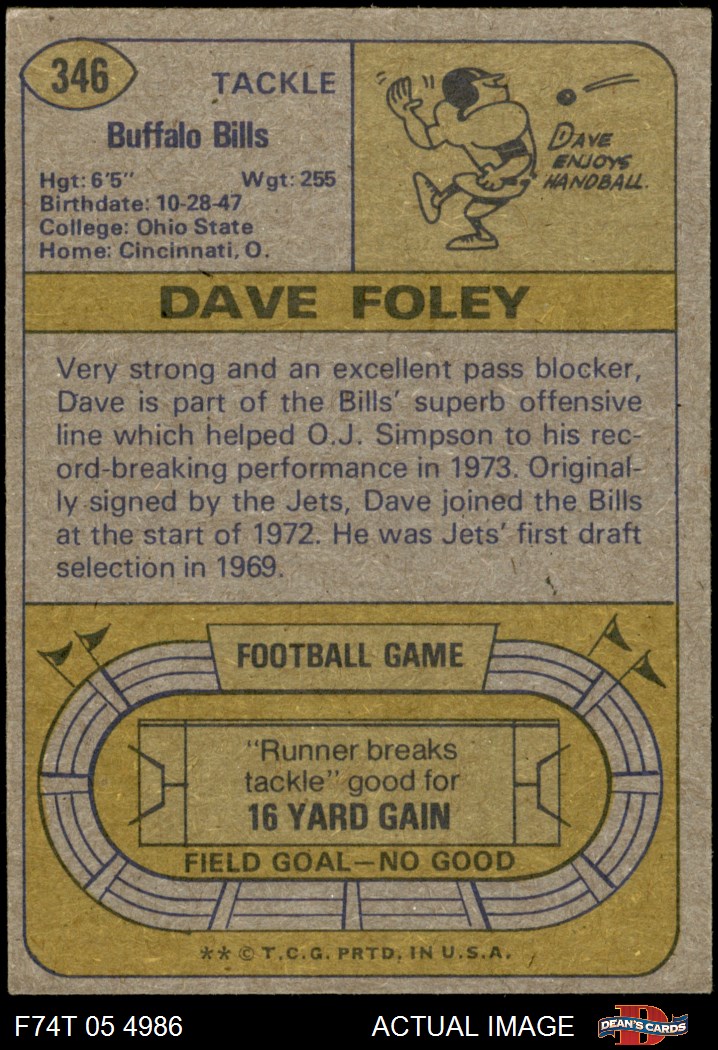 346
TACKLE
Buffalo Bills
Hgt: 6'5" Wgt: 255
Birthdate: 10-28-47
College: Ohio State
Home: Cincinnati, O.
DAVE
ENJOYS
HANDBALL.
DAVE FOLEY
Very strong and an excellent pass blocker,
Dave is part of the Bills' superb offensive
line which helped O.J. Simpson to his rec-
ord-breaking performance in 1973. Original-
ly signed by the Jets, Dave joined the Bills
at the start of 1972. He was Jets' first draft
selection in 1969.
FOOTBALL GAME
"Runner breaks
tackle" good for
16 YARD GAIN
FIELD GOAL—NO GOOD
** © T.C.G. PRTD. IN U.S.A.
F74T 05 4986 ACTUAL IMAGE
D
DEAN'S CARDS